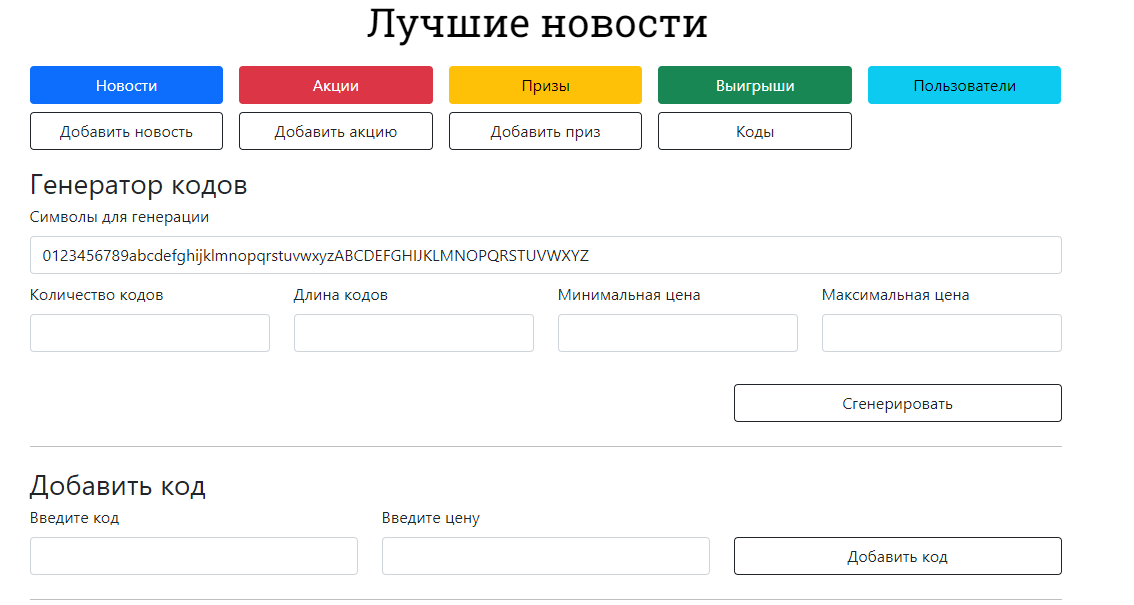 Лучшие новости
Новости Акции Призы Выигрыши Пользователи
Добавить новость Добавить акцию Добавить приз Коды
Генератор кодов
Символы для генерации
0123456789abcdefghijklmnopqrstuvwxyzABCDEFGHIJKLMNOPQRSTUVWXYZ
Количество кодов Длина кодов Минимальная цена Максимальная цена
Сгенерировать
Добавить код
Введите код Введите цену
Добавить код